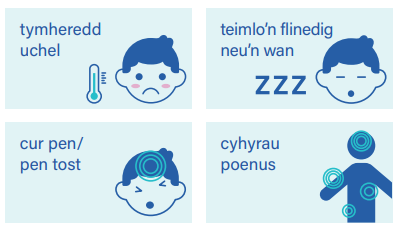 tymheredd
uchel
teimlo'n flinedig
neu'n wan
ZZZ
cur pen/
pen tost
cyhyrau
poenus